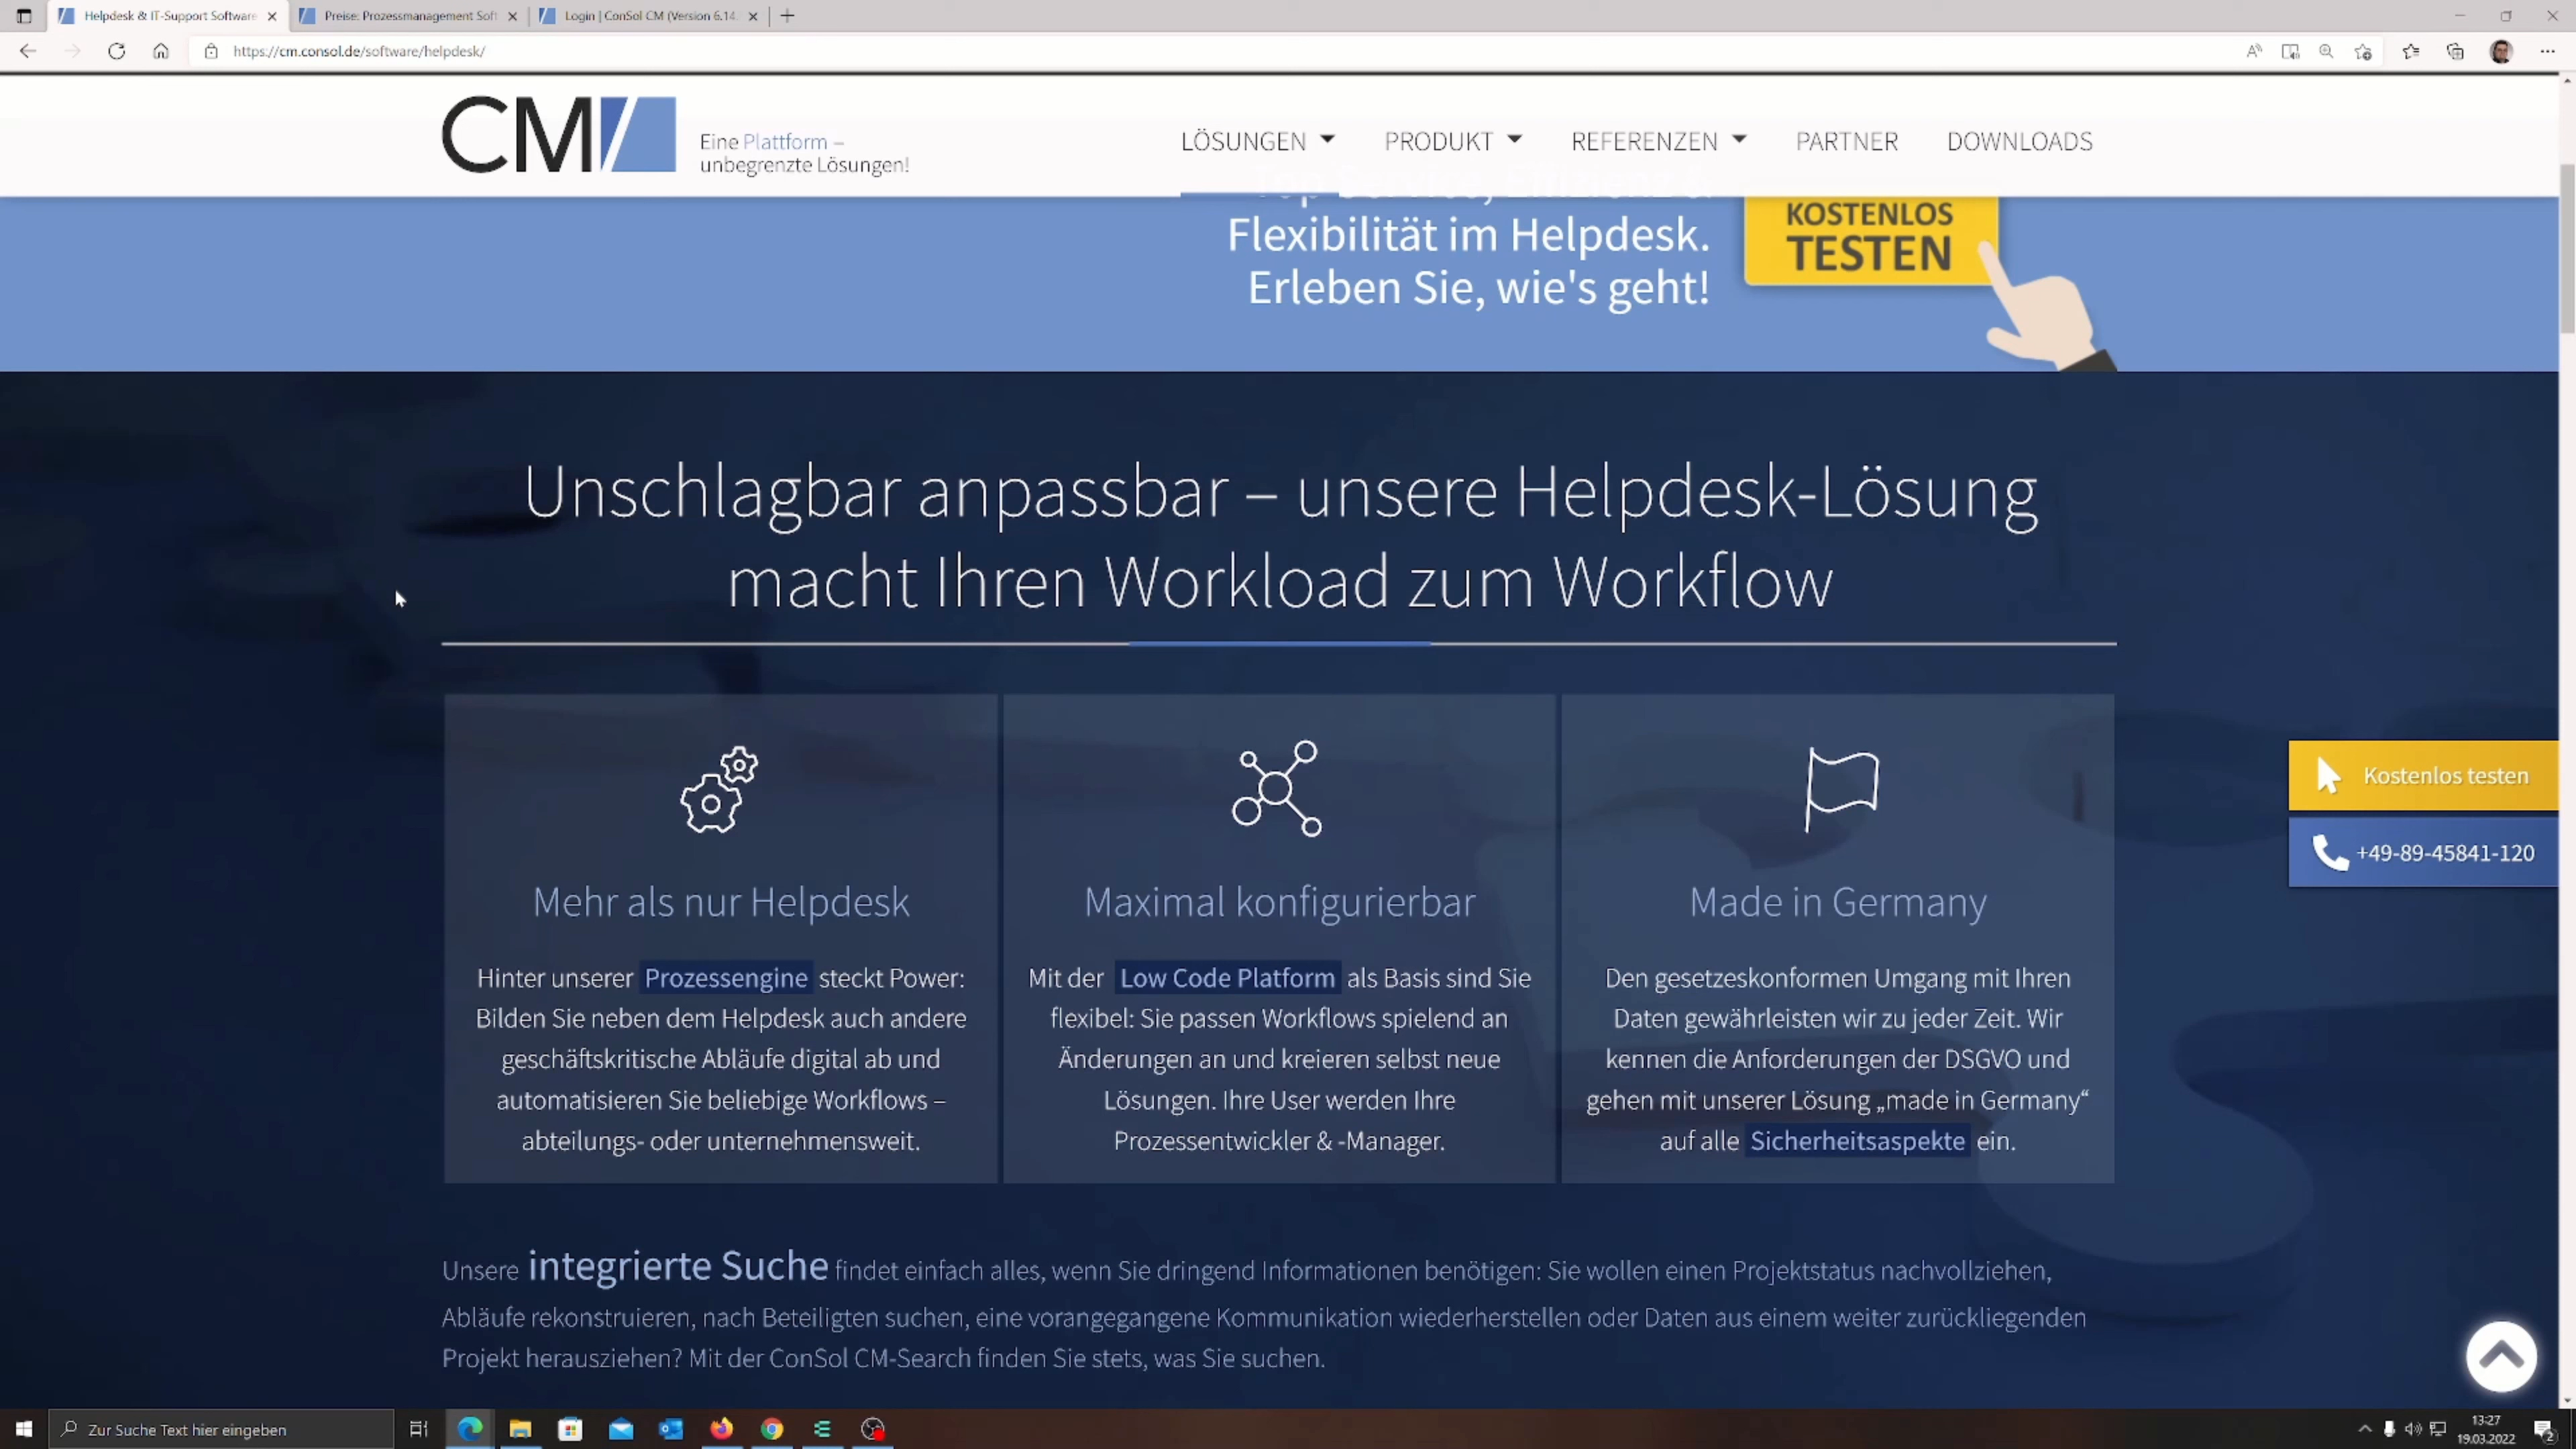 Helpdesk & IT-Support Software
Preise: Prozessmanagement Soft
Login | ConSol CM (Version 6.14.
https://cm.consol.de/software/helpdesk/
CM
Eine Plattform –
unbegrenzte Lösungen!
LÖSUNGEN
PRODUKT
REFERENZEN
PARTNER
DOWNLOADS
Flexibilität im Helpdesk.
Erleben Sie, wie's geht!
KOSTENLOS
TESTEN
Unschlagbar anpassbar – unsere Helpdesk-Lösung
macht Ihren Workload zum Workflow
Mehr als nur Helpdesk
Hinter unserer Prozessengine steckt Power:
Bilden Sie neben dem Helpdesk auch andere
geschäftskritische Abläufe digital ab und
automatisieren Sie beliebige Workflows –
abteilungs- oder unternehmensweit.
Maximal konfigurierbar
Mit der Low Code Platform als Basis sind Sie
flexibel: Sie passen Workflows spielend an
Änderungen an und kreieren selbst neue
Lösungen. Ihre User werden Ihre
Prozessentwickler & -Manager.
Made in Germany
Den gesetzeskonformen Umgang mit Ihren
Daten gewährleisten wir zu jeder Zeit. Wir
kennen die Anforderungen der DSGVO und
gehen mit unserer Lösung „made in Germany“
auf alle Sicherheitsaspekte ein.
Kostenlos testen
+49-89-45841-120
Unsere integrierte Suche findet einfach alles, wenn Sie dringend Informationen benötigen: Sie wollen einen Projektstatus nachvollziehen,
Abläufe rekonstruieren, nach Beteiligten suchen, eine vorangegangene Kommunikation wiederherstellen oder Daten aus einem weiter zurückliegenden
Projekt herausziehen? Mit der ConSol CM-Search finden Sie stets, was Sie suchen.
Zur Suche Text hier eingeben
13:27
19.03.2022
2